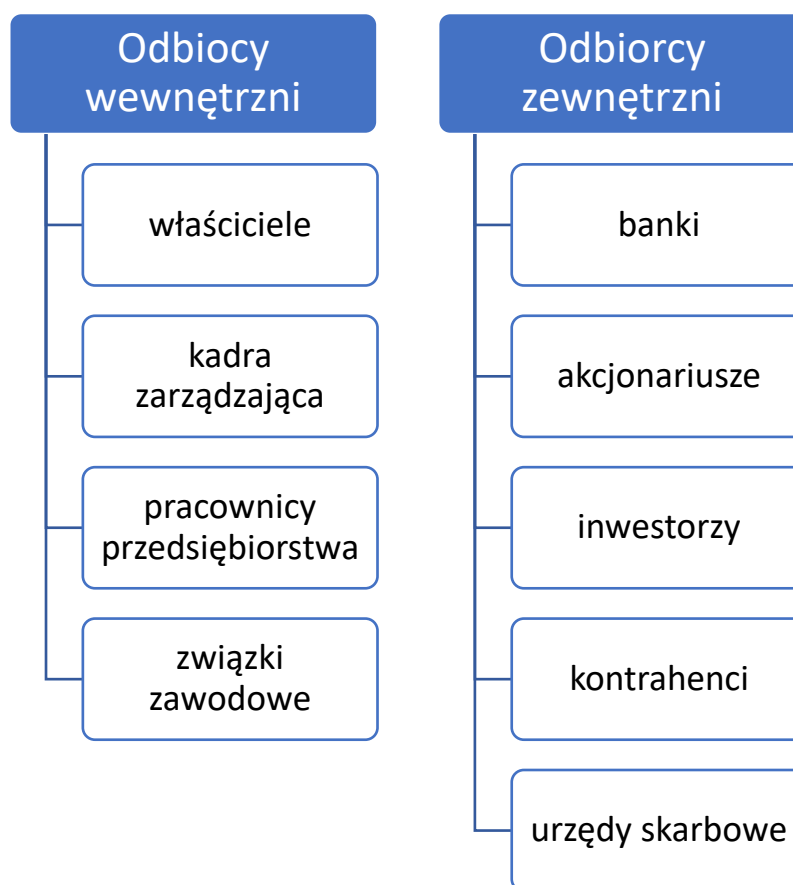 Odbiocy
wewnętrzni
właściciele
kadra
zarządzająca
pracownicy
przedsiębiorstwa
związki
zawodowe
Odbiorcy
zewnętrzni
banki
akcjonariusze
inwestorzy
kontrahenci
urzędy skarbowe